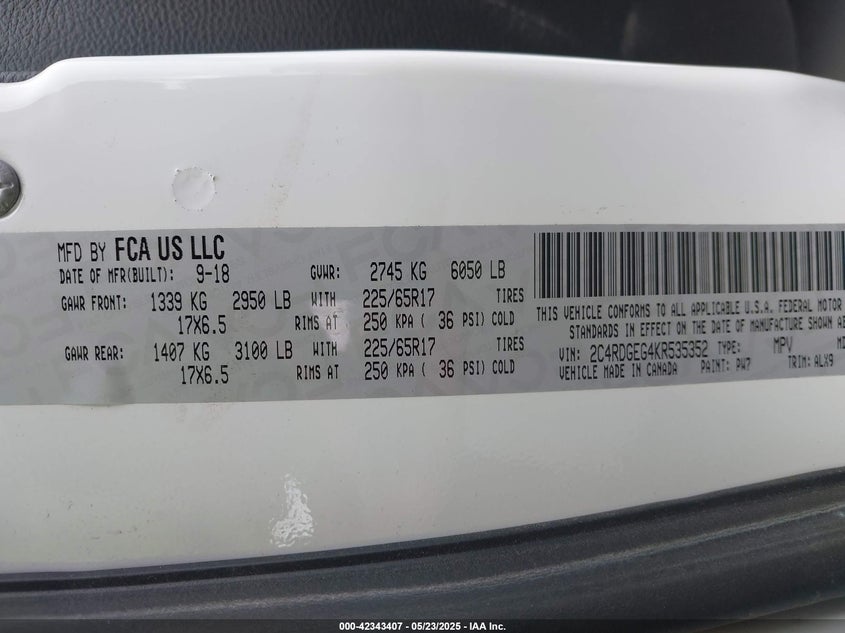 MFD BY FCA US LLC
DATE OF MFR(BUILT): 9-18 GVWR: 2745 KG 6050 LB
GAWR FRONT: 1339 KG 2950 LB WITH 225/65R17 TIRES
17X6.5 RIMS AT 250 KPA ( 36 PSI) COLD
GAWR REAR: 1407 KG 3100 LB WITH 225/65R17 TIRES
17X6.5 RIMS AT 250 KPA ( 36 PSI) COLD
THIS VEHICLE CONFORMS TO ALL APPLICABLE U.S.A. FEDERAL MOTOR
STANDARDS IN EFFECT ON THE DATE OF MANUFACTURE SHOWN
VIN: 2C4RDGEG4KR535352 TYPE: MPV
VEHICLE MADE IN CANADA PAINT: PW7 TRIM: ALX9
000-42343407 — 05/23/2025 — IAA Inc.